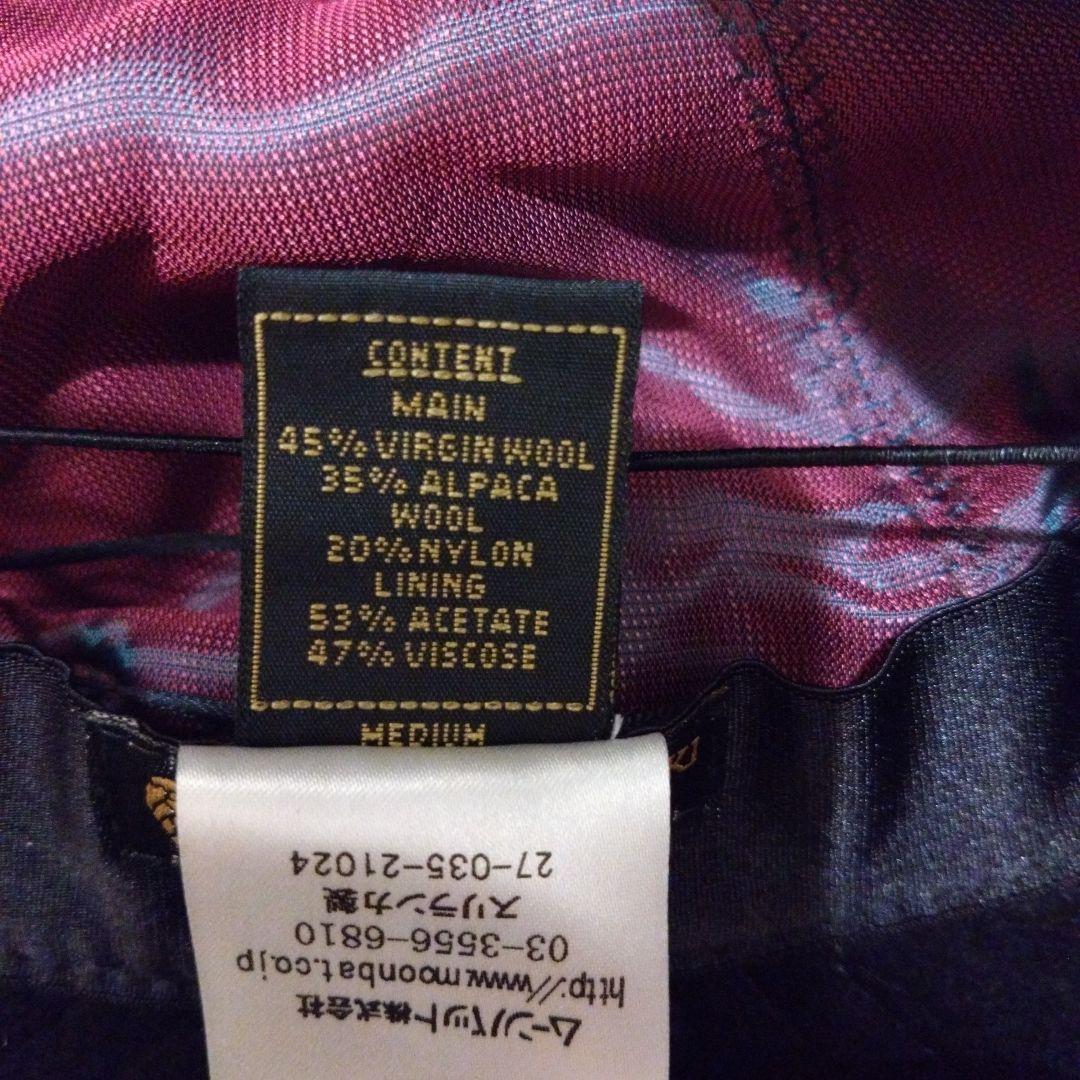 CONTENT
MAIN
45% VIRGIN WOOL
35% ALPACA
WOOL
20% NYLON
LINING
53% ACETATE
47% VISCOSE
MEDIUM
ムーンバット株式会社
http://www.moonbat.co.jp
03-3556-6810
スリランカ製
27-035-21024